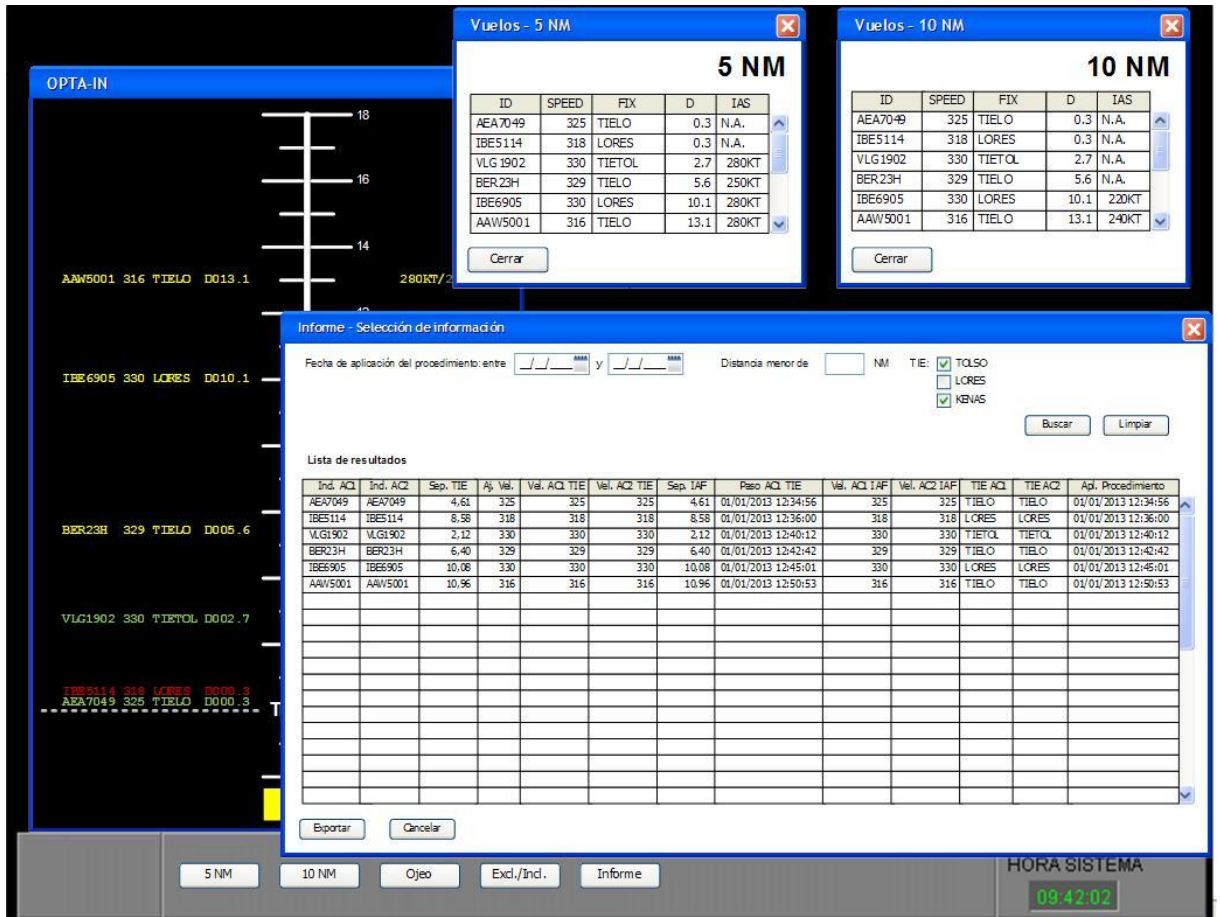 Vuelos - 5 NM
5 NM
ID SPEED FIX D IAS
AEA7049 325 TIELO 0.3 N.A.
IBE5114 318 LORES 0.3 N.A.
VLG1902 330 TIETOL 2.7 280KT
BER23H 329 TIELO 5.6 250KT
IBE6905 330 LORES 10.1 280KT
AAW5001 316 TIELO 13.1 280KT
Cerrar
Vuelos - 10 NM
10 NM
ID SPEED FIX D IAS
AEA7049 325 TIELO 0.3 N.A.
IBE5114 318 LORES 0.3 N.A.
VLG1902 330 TIETOL 2.7 N.A.
BER23H 329 TIELO 5.6 N.A.
IBE6905 330 LORES 10.1 220KT
AAW5001 316 TIELO 13.1 240KT
Cerrar
OPTA-IN
18
16
14
AAW5001 316 TIELO D013.1 280KT/2
IBE6905 330 LORES D010.1
BER23H 329 TIELO D005.6
VLG1902 330 TIETOL D002.7
IBE5114 318 LORES D000.3
AEA7049 325 TIELO D000.3
T
Informe - Selección de información
Fecha de aplicación del procedimiento: entre _/_/___ y _/_/___ Distancia menor de NM TIE: TOLSO
LORES
KENAS
Buscar Limpiar
Lista de resultados
Ind. AC1 Ind. AC2 Sep. TIE Aj. Vel. Vel. AC1 TIE Vel. AC2 TIE Sep. IAF Paso AC1 TIE Vel. AC1 IAF Vel. AC2 IAF TIE AC1 TIE AC2 Apl. Procedimiento
AEA7049 AEA7049 4,61 325 325 325 4,61 01/01/2013 12:34:56 325 325 TIELO TIELO 01/01/2013 12:34:56
IBE5114 IBE5114 8,58 318 318 318 8,58 01/01/2013 12:36:00 318 318 LORES LORES 01/01/2013 12:36:00
VLG1902 VLG1902 2,12 330 330 330 2,12 01/01/2013 12:40:12 330 330 TIETOL TIETOL 01/01/2013 12:40:12
BER23H BER23H 6,40 329 329 329 6,40 01/01/2013 12:42:42 329 329 TIELO TIELO 01/01/2013 12:42:42
IBE6905 IBE6905 10,08 330 330 330 10,08 01/01/2013 12:45:01 330 330 LORES LORES 01/01/2013 12:45:01
AAW5001 AAW5001 10,96 316 316 316 10,96 01/01/2013 12:50:53 316 316 TIELO TIELO 01/01/2013 12:50:53
Exportar Cancelar
5 NM 10 NM Ojeo Excl./Incl. Informe
HORA SISTEMA
09:42:02